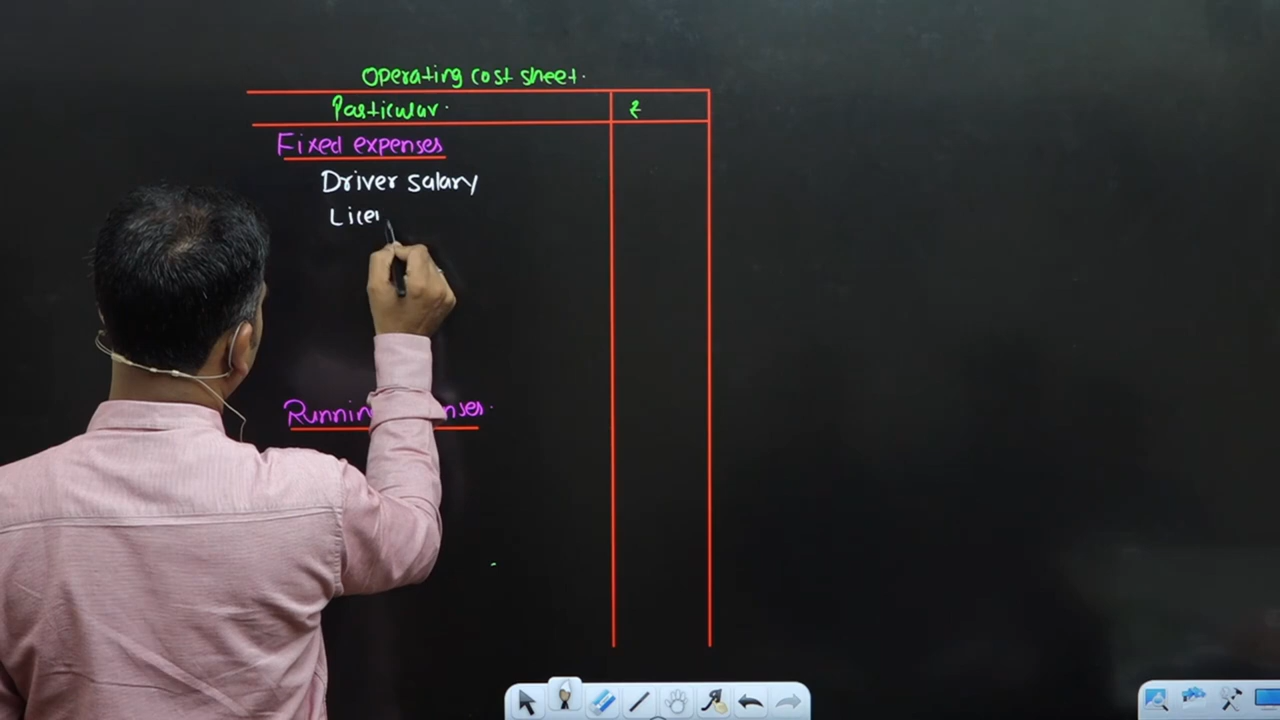 Operating cost sheet.
Particular. ₹
Fixed expenses
Driver salary